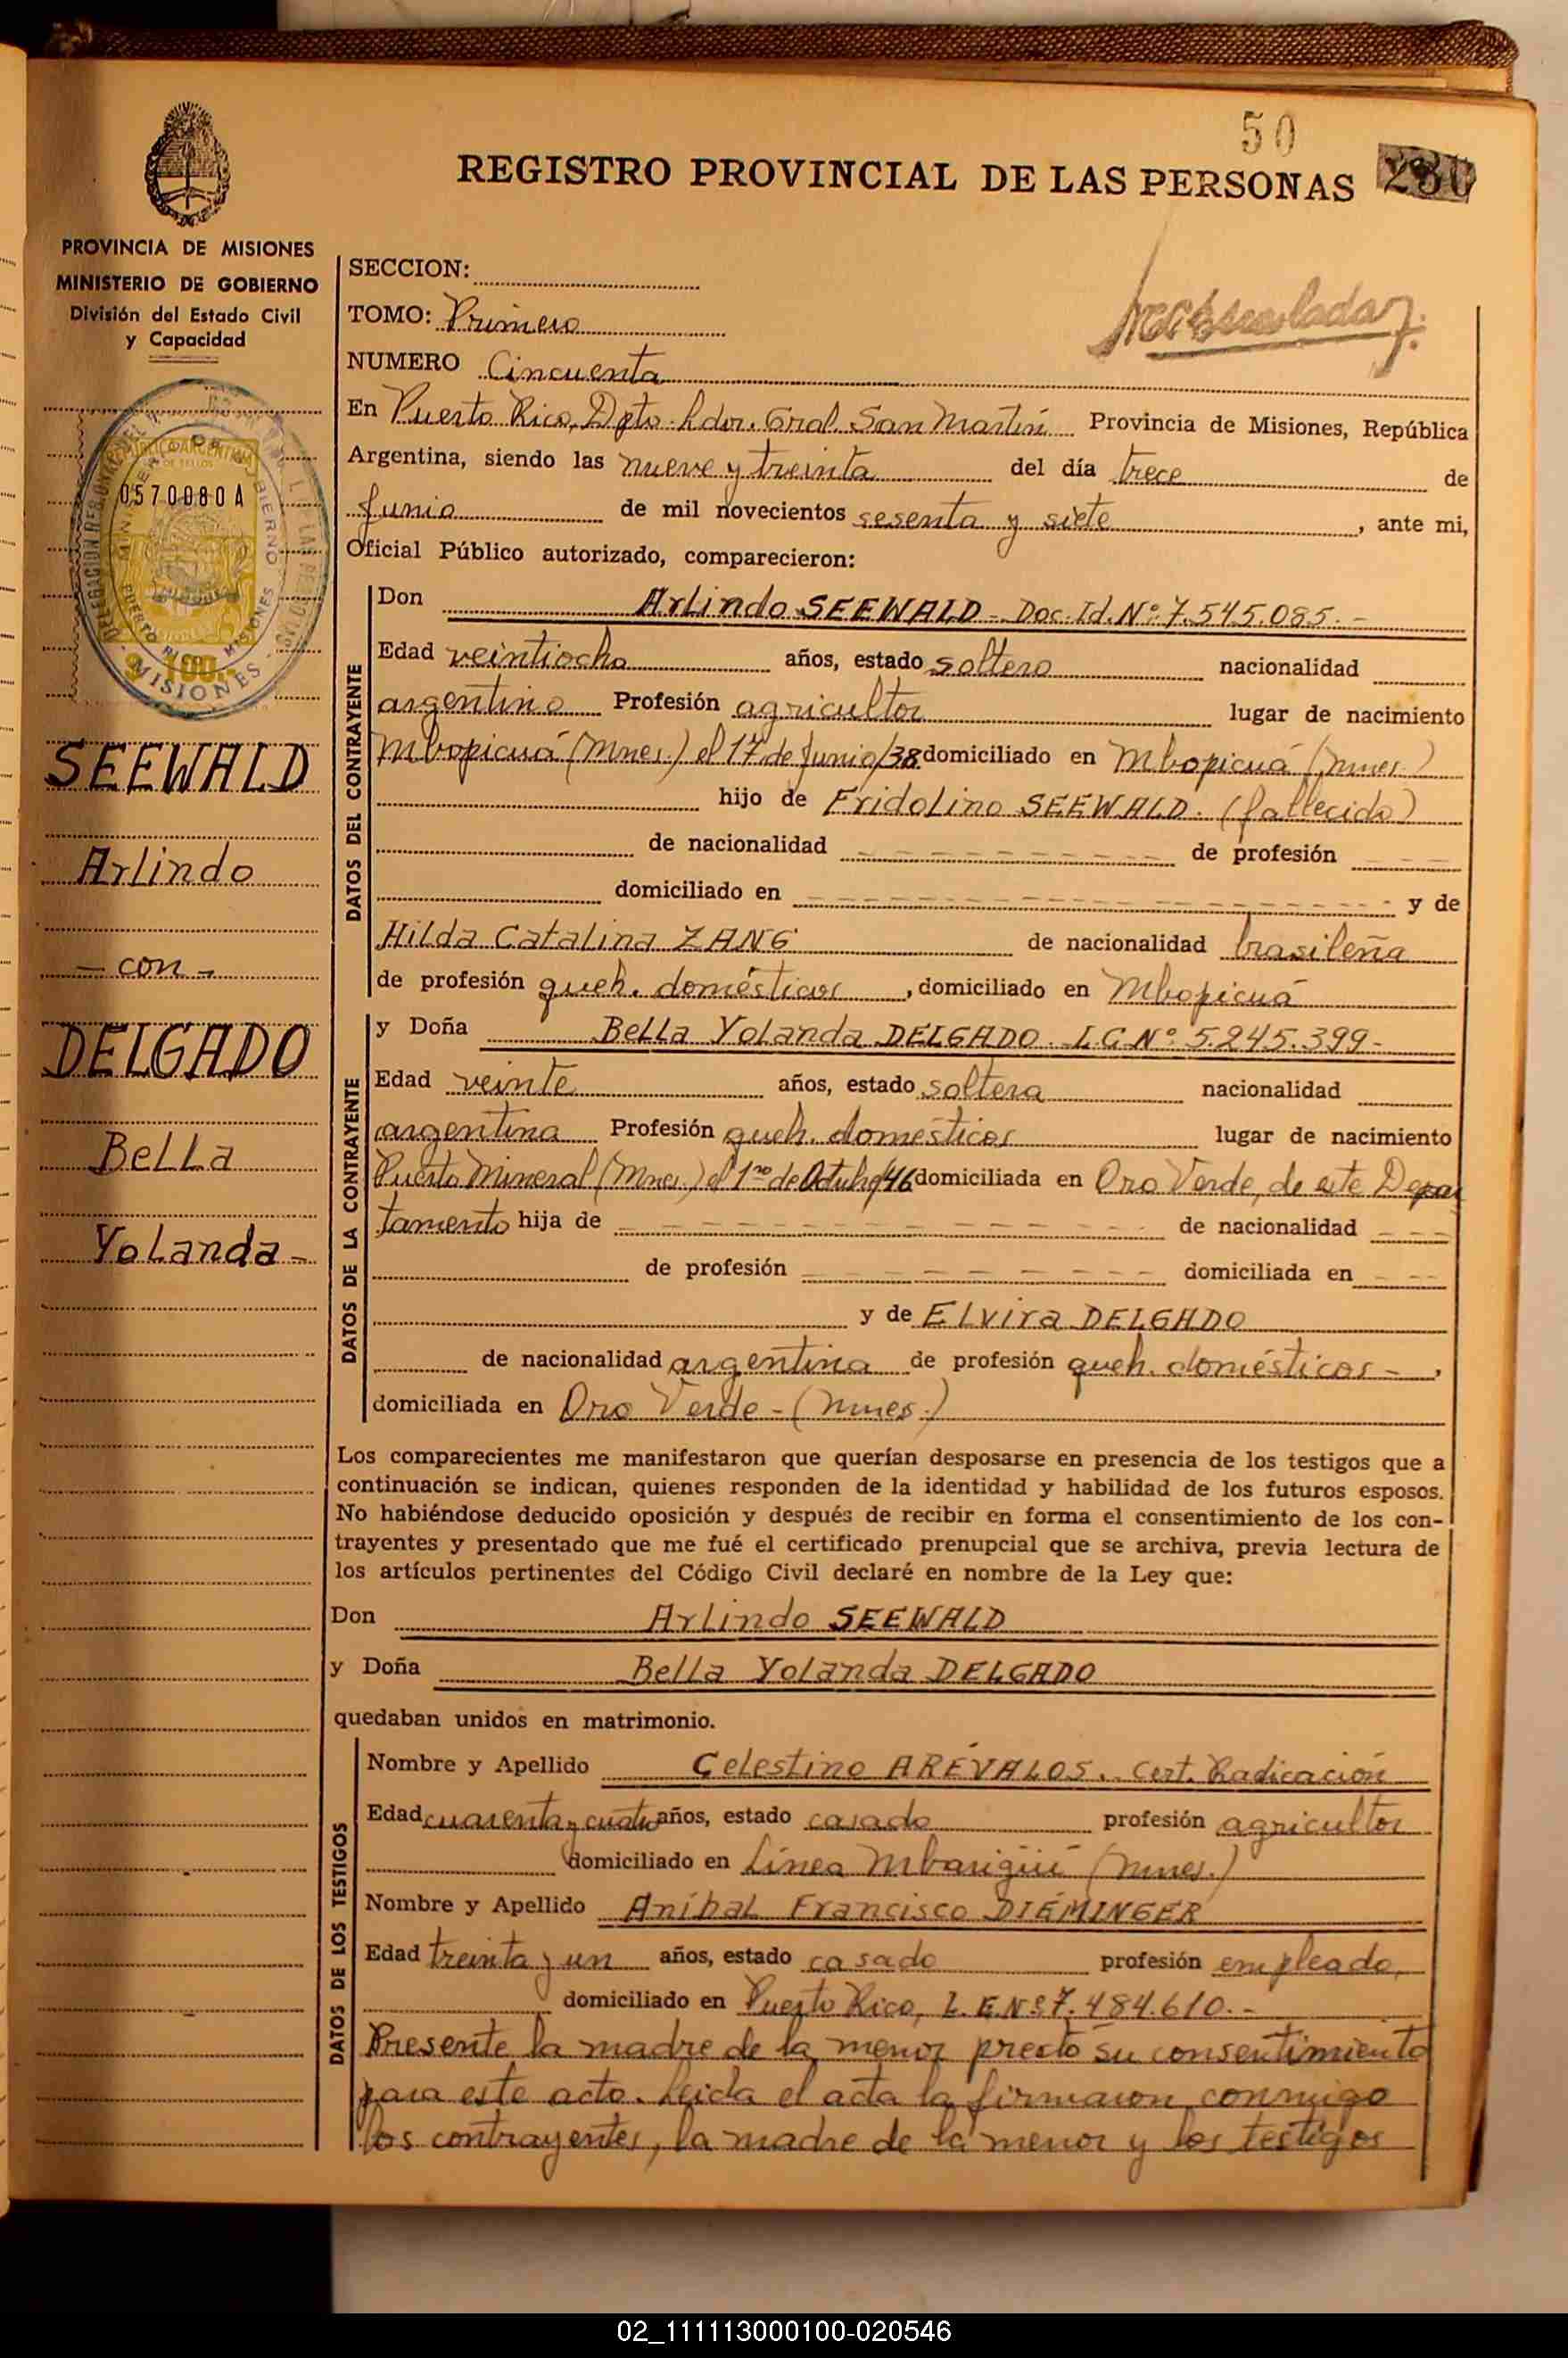 50
REGISTRO PROVINCIAL DE LAS PERSONAS
PROVINCIA DE MISIONES
MINISTERIO DE GOBIERNO
División del Estado Civil
y Capacidad
0570080 A
PUERTO RICO MISIONES
MISIONES
SEEWALD
Arlindo
- con -
DELGADO
Bella
Yolanda -
SECCION:
TOMO: Primero
NUMERO Cincuenta
En Puerto Rico, Dpto. Ldor. Gral. San Martín Provincia de Misiones, República
Argentina, siendo las nueve y treinta del día trece de
Junio de mil novecientos sesenta y siete, ante mi,
Oficial Público autorizado, comparecieron:
DATOS DEL CONTRAYENTE
Don Arlindo SEEWALD - Doc. Id. Nº 7.545.085. -
Edad veintiocho años, estado soltero nacionalidad
argentino Profesión agricultor lugar de nacimiento
Mbopicuá (Mnes.) el 17 de Junio/38 domiciliado en Mbopicuá (Mnes.)
hijo de Fridolino SEEWALD. (fallecido)
de nacionalidad - - - de profesión - - -
domiciliado en - - - y de
Hilda Catalina ZANG de nacionalidad brasileña
de profesión queh. domésticos, domiciliado en Mbopicuá
DATOS DE LA CONTRAYENTE
y Doña Bella Yolanda DELGADO. L.C. Nº 5.245.399-
Edad veinte años, estado soltera nacionalidad
argentina Profesión queh. domésticos lugar de nacimiento
Puerto Mineral (Mnes.) el 1ro de Octubre/46 domiciliada en Oro Verde, de este Depar
tamento hija de - - - de nacionalidad - - -
de profesión - - - domiciliada en - - -
y de Elvira DELGADO
de nacionalidad argentina de profesión queh. domésticos -,
domiciliada en Oro Verde - (Mnes.)
Los comparecientes me manifestaron que querían desposarse en presencia de los testigos que a
continuación se indican, quienes responden de la identidad y habilidad de los futuros esposos.
No habiéndose deducido oposición y después de recibir en forma el consentimiento de los con-
trayentes y presentado que me fué el certificado prenupcial que se archiva, previa lectura de
los artículos pertinentes del Código Civil declaré en nombre de la Ley que:
Don Arlindo SEEWALD
y Doña Bella Yolanda DELGADO
quedaban unidos en matrimonio.
DATOS DE LOS TESTIGOS
Nombre y Apellido Celestino ARÉVALOS. Cert. Radicación
Edad cuarenta y cuatro años, estado casado profesión agricultor
domiciliado en Línea Mbarigüí (Mnes.)
Nombre y Apellido Aníbal Francisco DIÉMINGER
Edad treinta y un años, estado casado profesión empleado,
domiciliado en Puerto Rico, L.E. Nº 7.484.610. -
Presente la madre de la menor prestó su consentimiento
para este acto. Leida el acta la firmaron conmigo
los contrayentes, la madre de la menor y los testigos
02_111113000100-020546